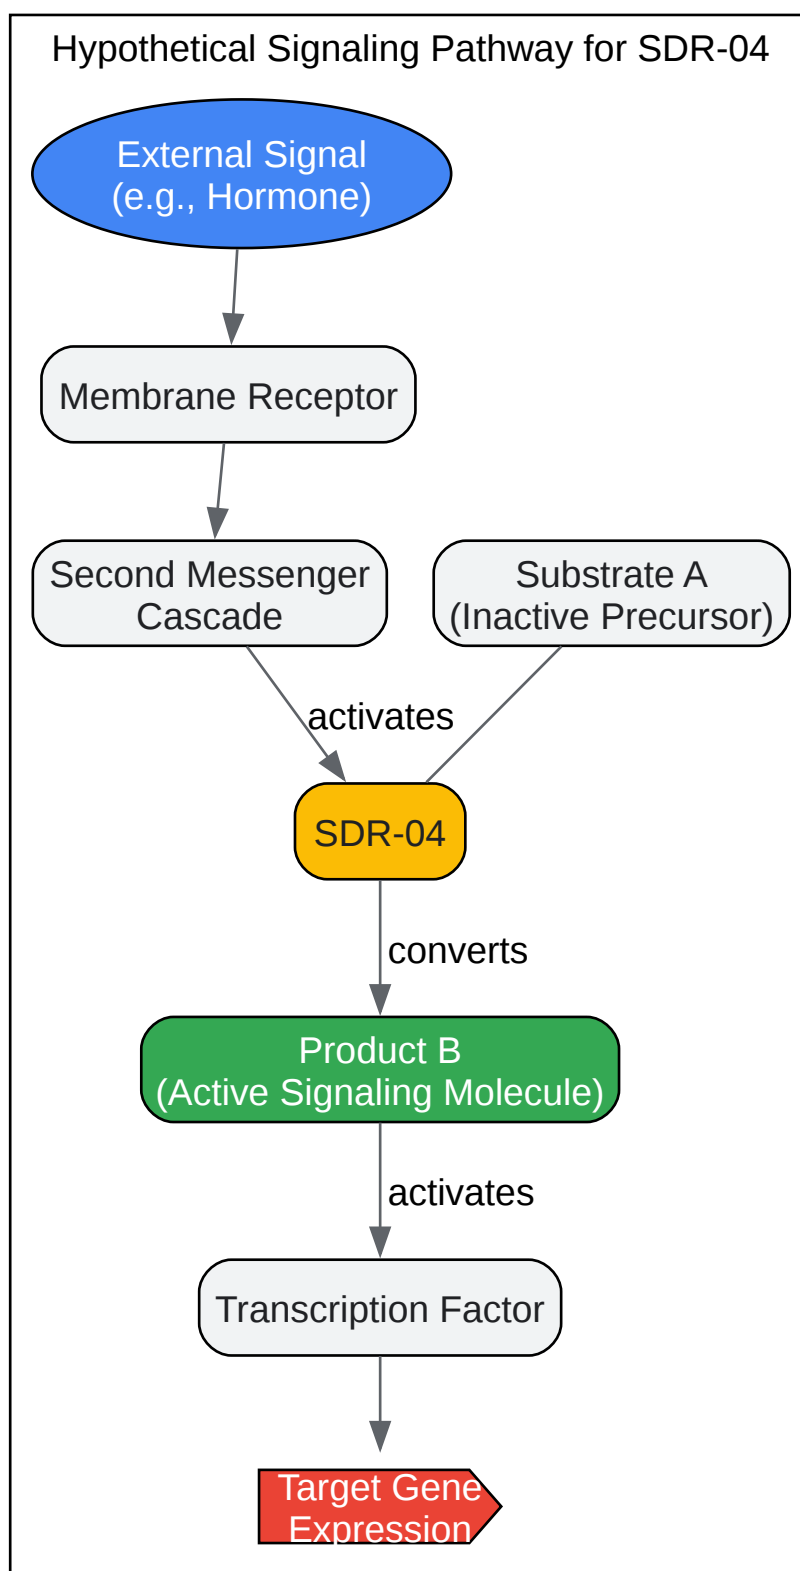 Hypothetical Signaling Pathway for SDR-04
External Signal
(e.g., Hormone)
Membrane Receptor
Second Messenger
Cascade
Substrate A
(Inactive Precursor)
activates
SDR-04
converts
Product B
(Active Signaling Molecule)
activates
Transcription Factor
Target Gene
Expression